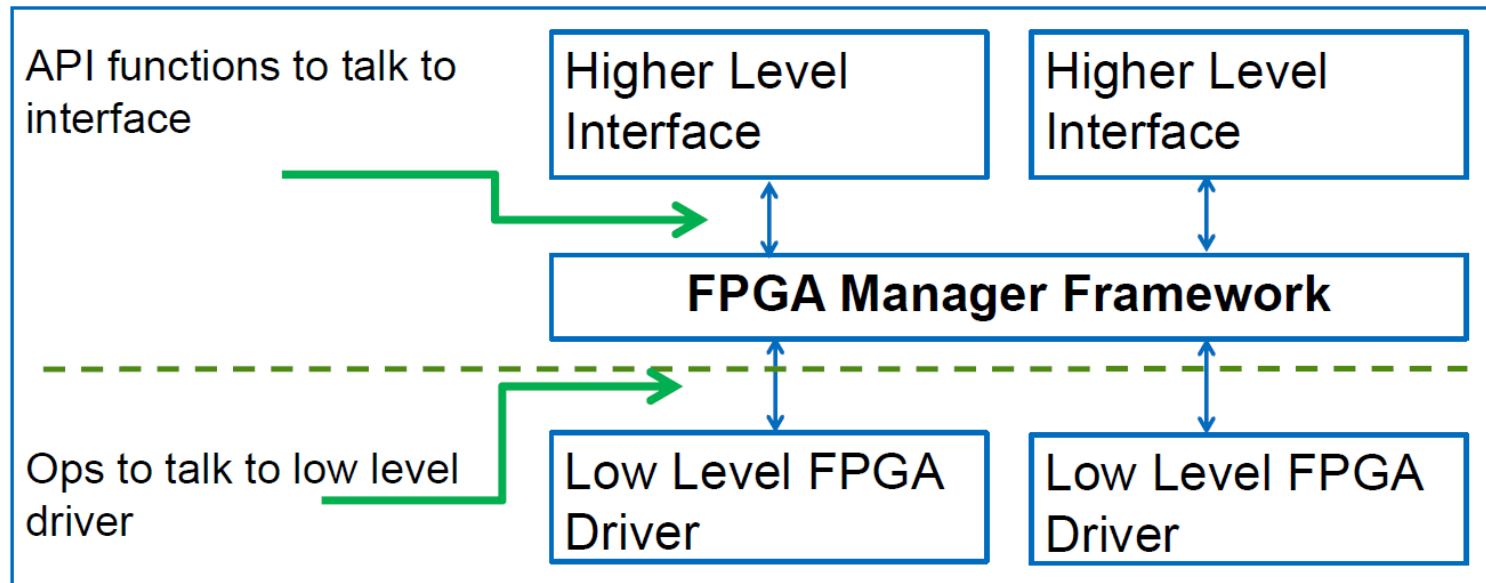 API functions to talk to
interface
Higher Level
Interface
Higher Level
Interface
FPGA Manager Framework
Ops to talk to low level
driver
Low Level FPGA
Driver
Low Level FPGA
Driver